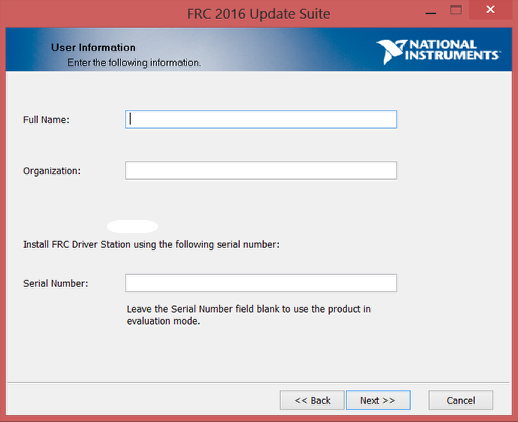 FRC 2016 Update Suite
User Information
Enter the following information.
NATIONAL
INSTRUMENTS
Full Name:
Organization:
Install FRC Driver Station using the following serial number:
Serial Number:
Leave the Serial Number field blank to use the product in
evaluation mode.
<< Back
Next >>
Cancel